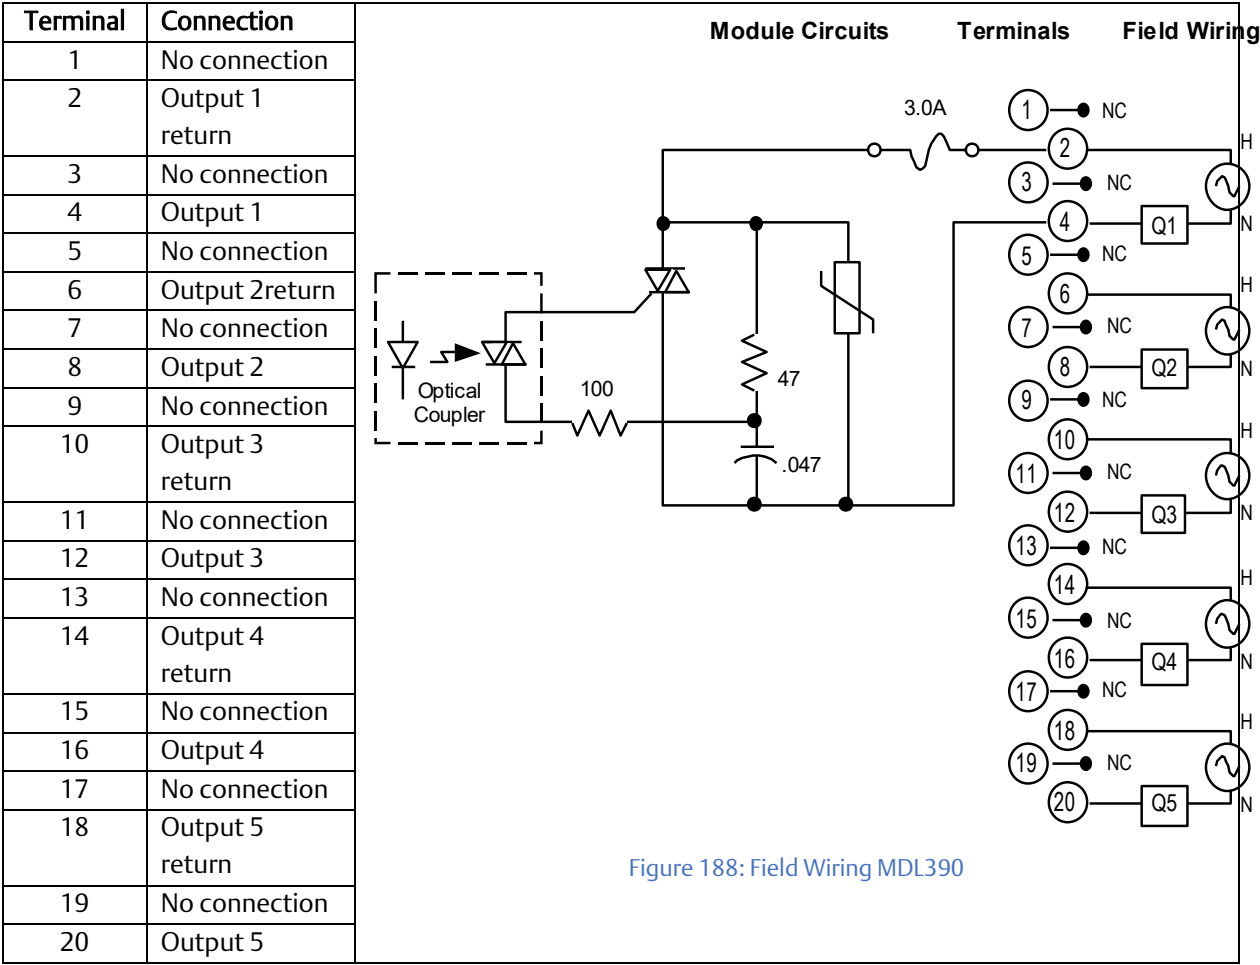 Terminal Connection
1 No connection
2 Output 1
return
3 No connection
4 Output 1
5 No connection
6 Output 2return
7 No connection
8 Output 2
9 No connection
10 Output 3
return
11 No connection
12 Output 3
13 No connection
14 Output 4
return
15 No connection
16 Output 4
17 No connection
18 Output 5
return
19 No connection
20 Output 5
Module Circuits Terminals Field Wiring
3.0A
1 NC
2 H
3 NC
4 Q1 N
5 NC
6 H
7 NC
8 Q2 N
9 NC
10 H
11 NC
12 Q3 N
13 NC
14 H
15 NC
16 Q4 N
17 NC
18 H
19 NC
20 Q5 N
Optical
Coupler
100
47
.047
Figure 188: Field Wiring MDL390